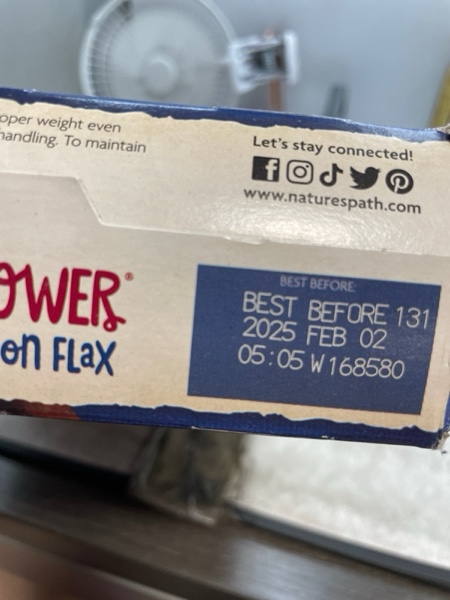 oper weight even
handling. To maintain
Let's stay connected!
www.naturespath.com
OWER®
on FLax
BEST BEFORE:
BEST BEFORE 131
2025 FEB 02
05:05 W168580